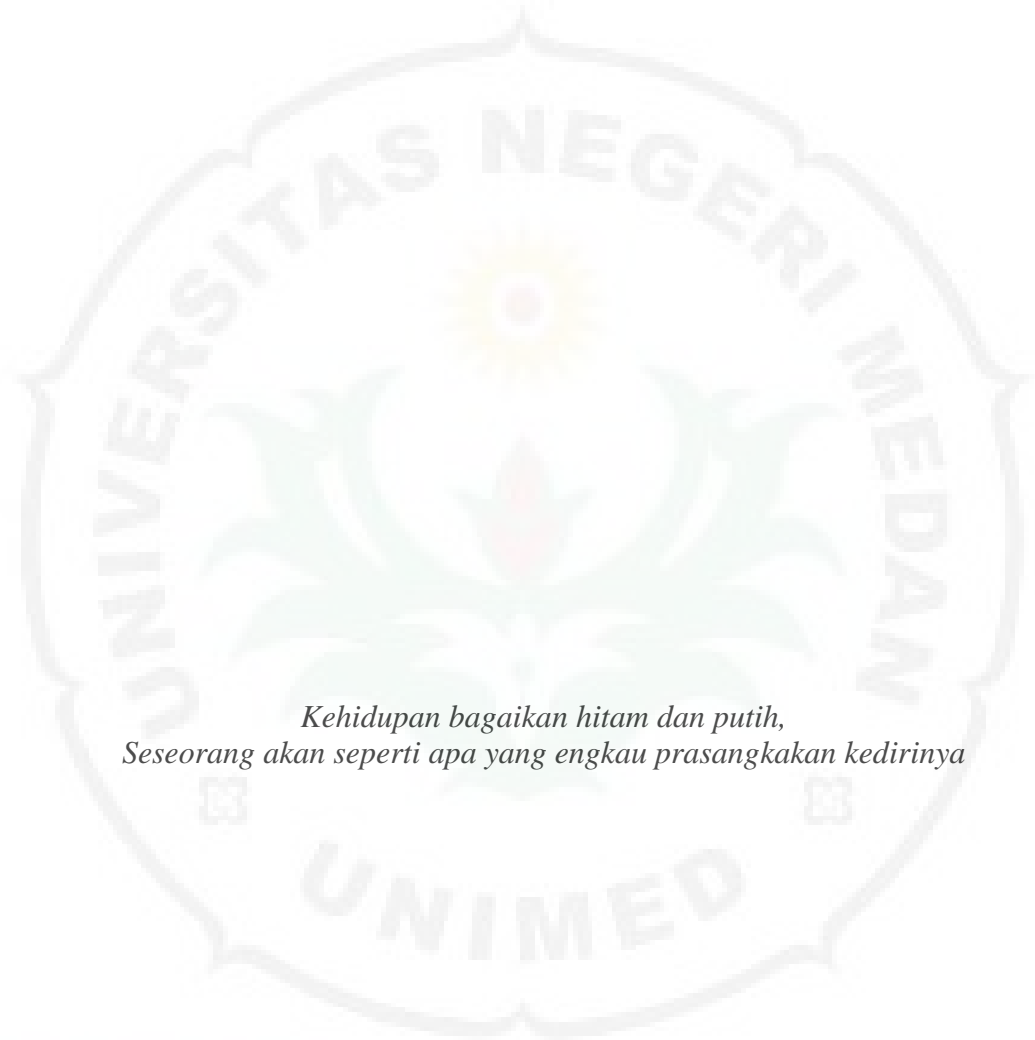 UNIVERSITAS NEGERI MEDAN
Kehidupan bagaikan hitam dan putih,
Seseorang akan seperti apa yang engkau prasangkakan kedirinya
UNIMED